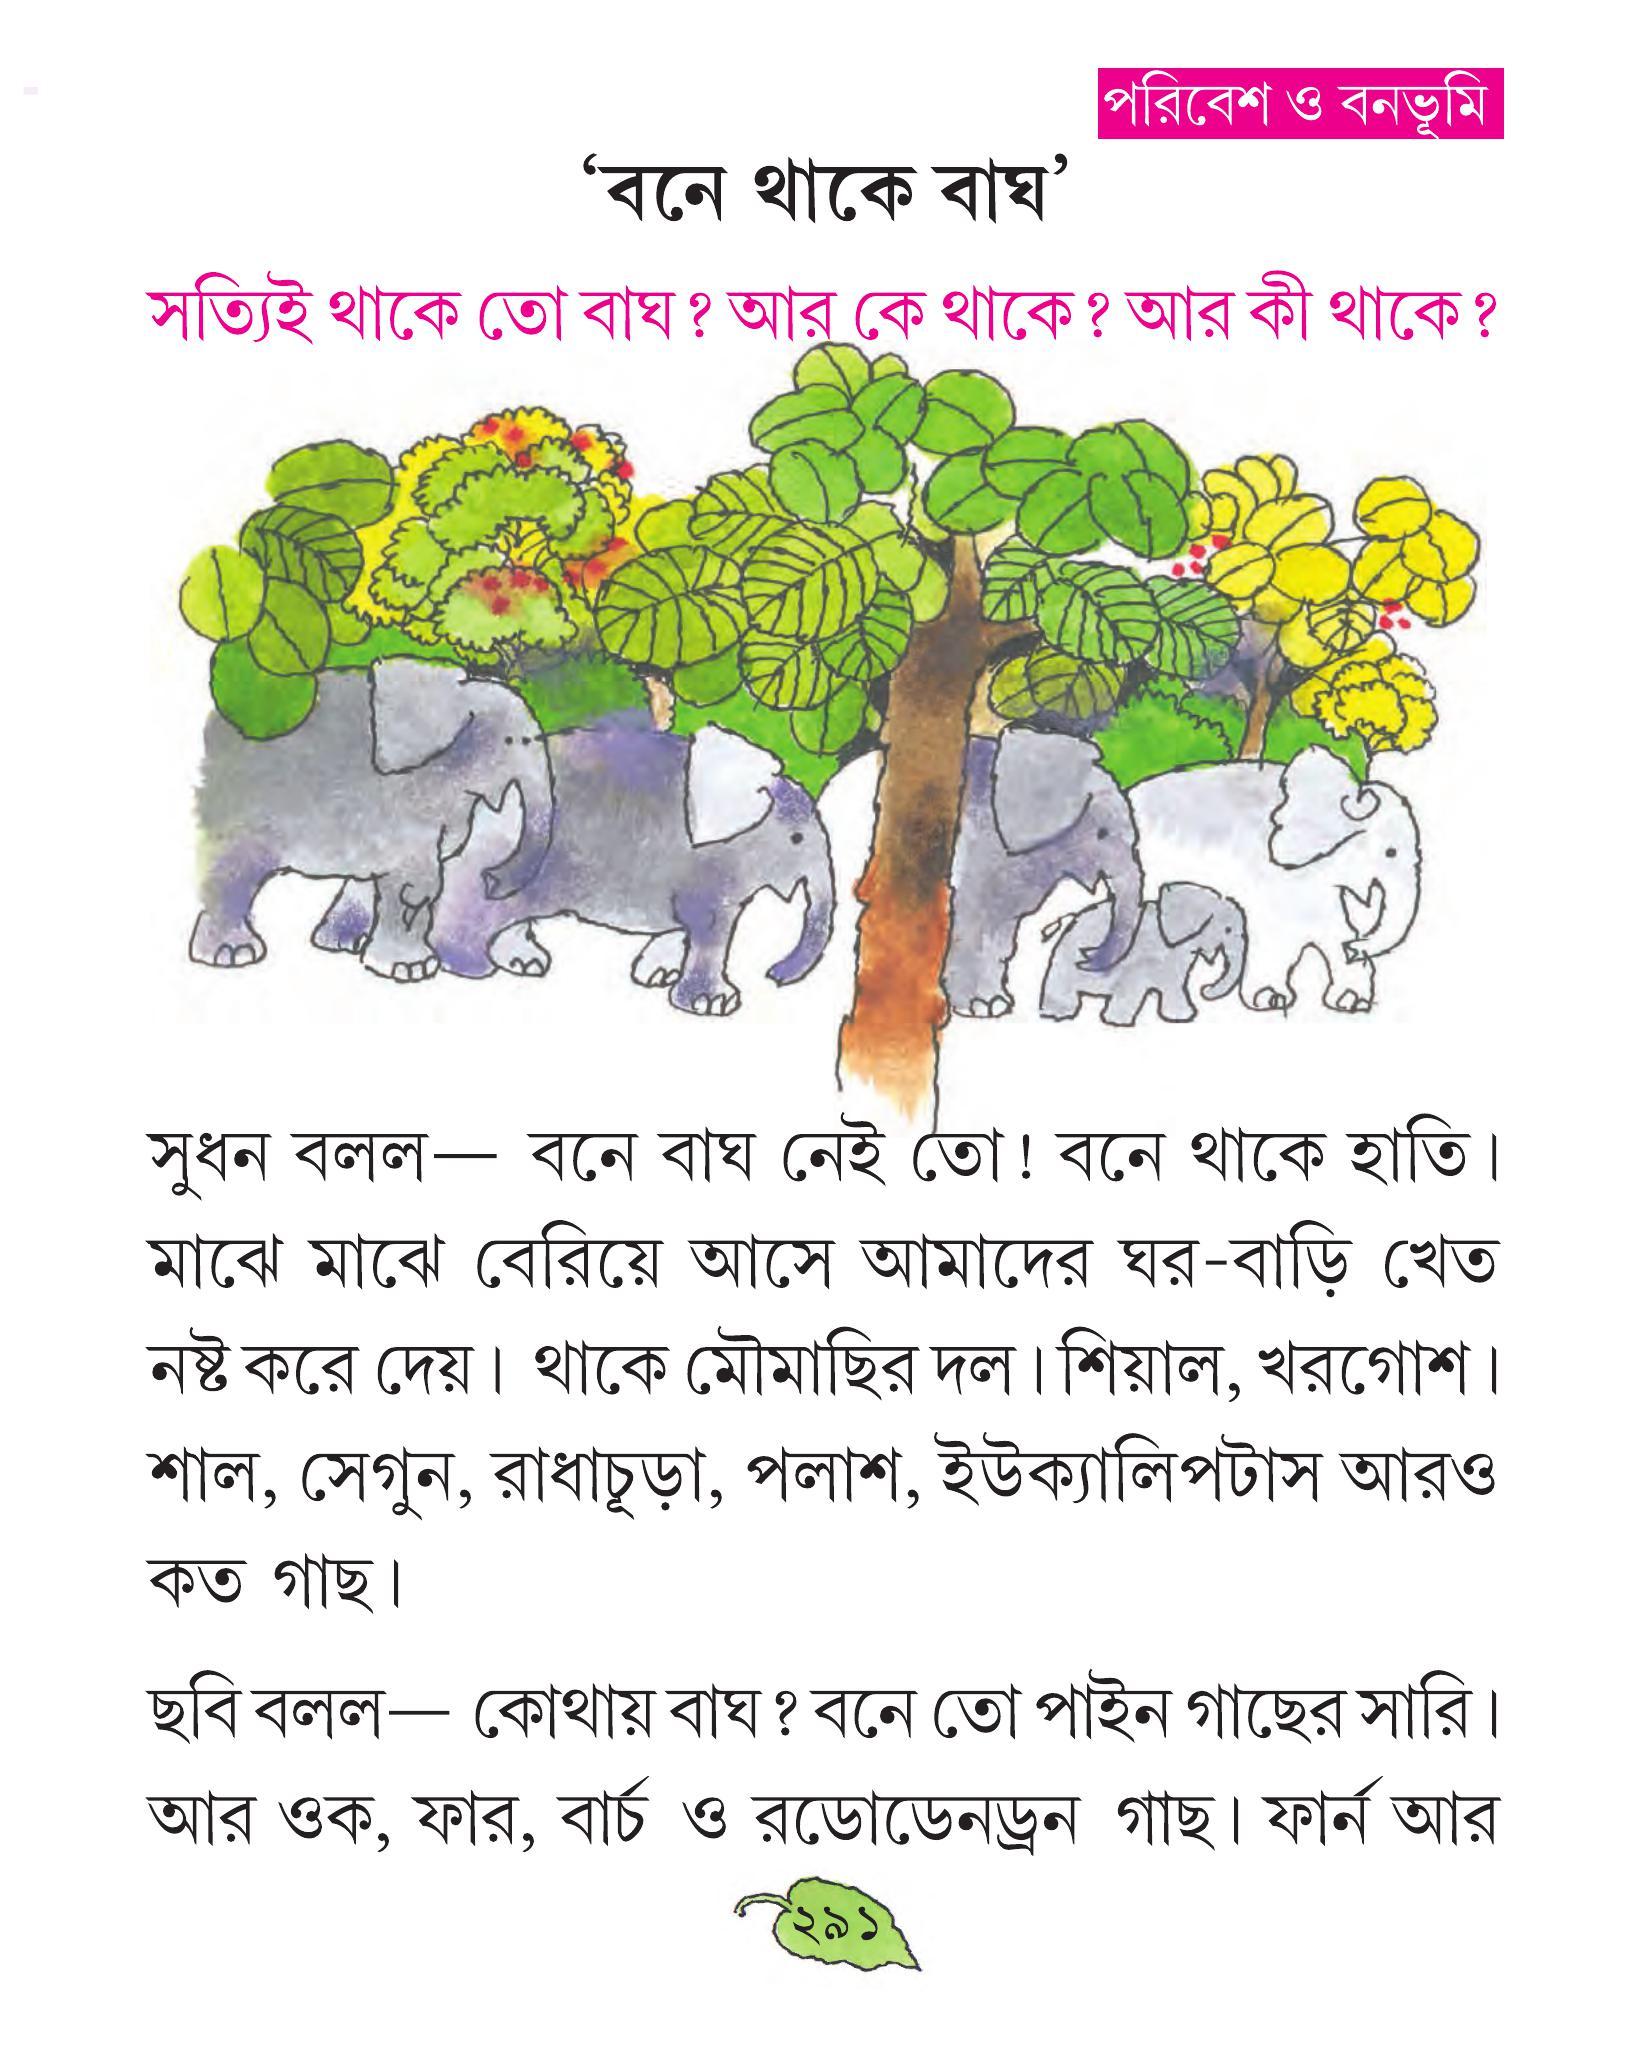 পরিবেশ ও বনভূমি
‘বনে থাকে বাঘ’
সত্যিই থাকে তো বাঘ? আর কে থাকে? আর কী থাকে?
সুধন বলল— বনে বাঘ নেই তো! বনে থাকে হাতি।
মাঝে মাঝে বেরিয়ে আসে আমাদের ঘর-বাড়ি খেত
নষ্ট করে দেয়। থাকে মৌমাছির দল। শিয়াল, খরগোশ।
শাল, সেগুন, রাধাচূড়া, পলাশ, ইউক্যালিপটাস আরও
কত গাছ।
ছবি বলল— কোথায় বাঘ? বনে তো পাইন গাছের সারি।
আর ওক, ফার, বার্চ ও রডোডেনড্রন গাছ। ফার্ন আর
২৯১